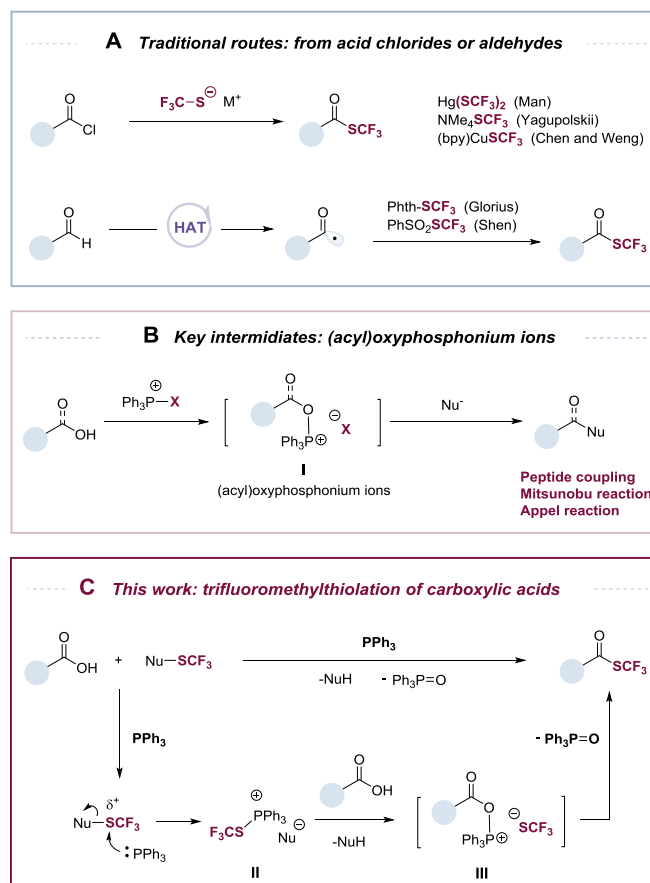 A Traditional routes: from acid chlorides or aldehydes
O
Cl
F₃C–S⊖ M⁺
O
SCF₃
Hg(SCF₃)₂ (Man)
NMe₄SCF₃ (Yagupolskii)
(bpy)CuSCF₃ (Chen and Weng)
O
H
HAT
O
Phth-SCF₃ (Glorius)
PhSO₂SCF₃ (Shen)
O
SCF₃
B Key intermidiates: (acyl)oxyphosphonium ions
O
OH
⊕
Ph₃P–X
O
O
Ph₃P⊕
⊖
X
I
(acyl)oxyphosphonium ions
Nu⁻
O
Nu
Peptide coupling
Mitsunobu reaction
Appel reaction
C This work: trifluoromethylthiolation of carboxylic acids
O
OH
+
Nu–SCF₃
PPh₃
-NuH - Ph₃P=O
O
SCF₃
PPh₃
- Ph₃P=O
δ⁺
Nu–SCF₃
:PPh₃
⊕
PPh₃
F₃CS
⊖
Nu
II
O
OH
-NuH
O
O
Ph₃P⊕
⊖
SCF₃
III